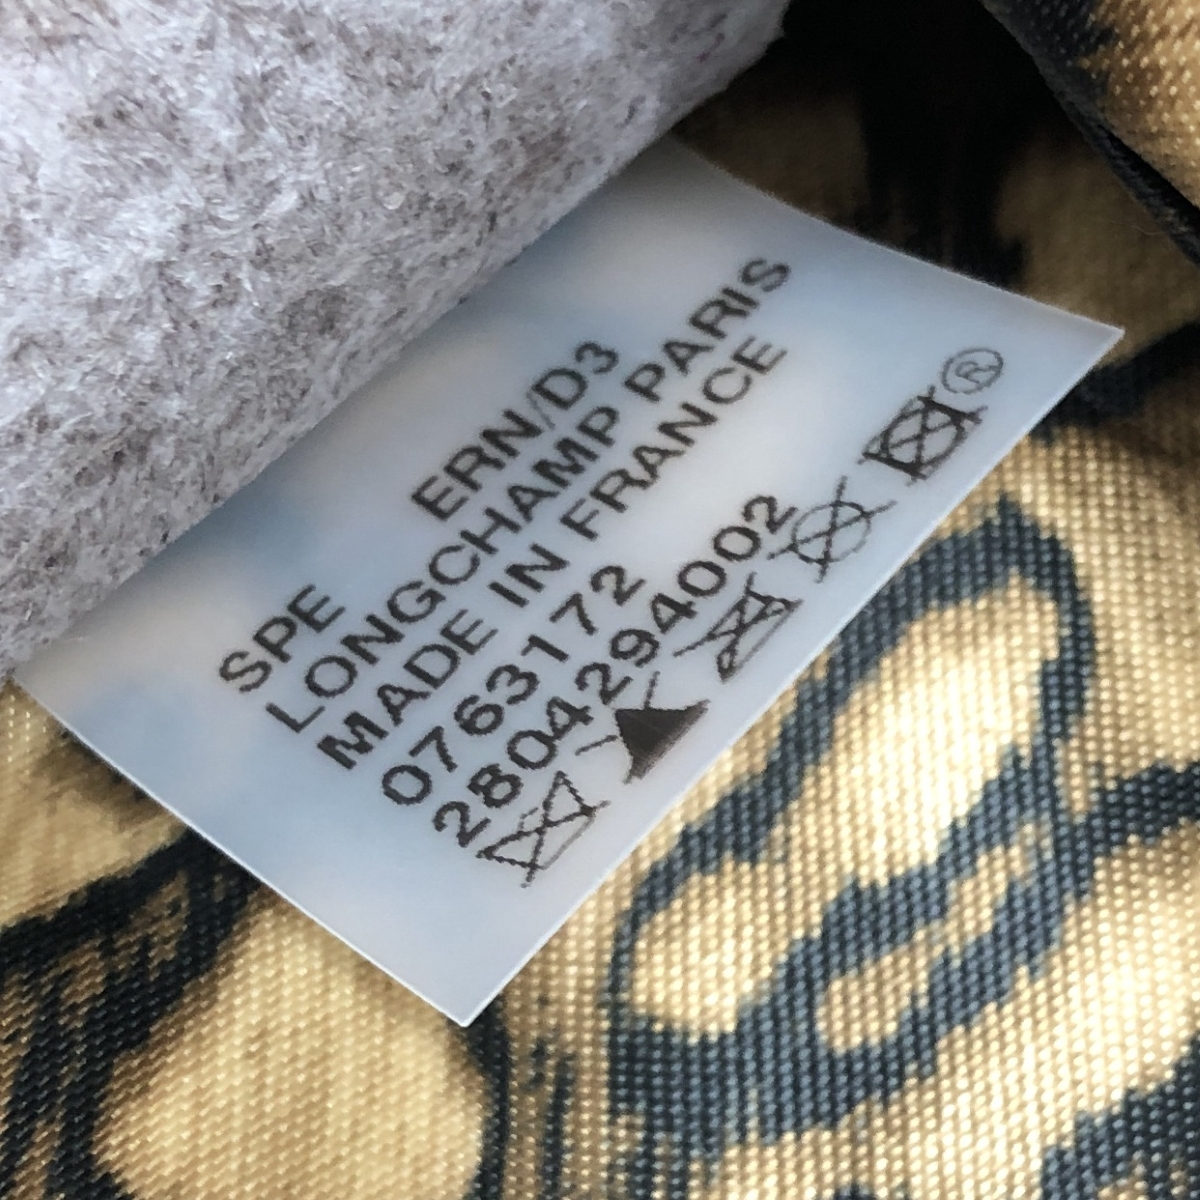 SPE ERN/D3
LONGCHAMP PARIS
MADE IN FRANCE
0763172
2804294002
®